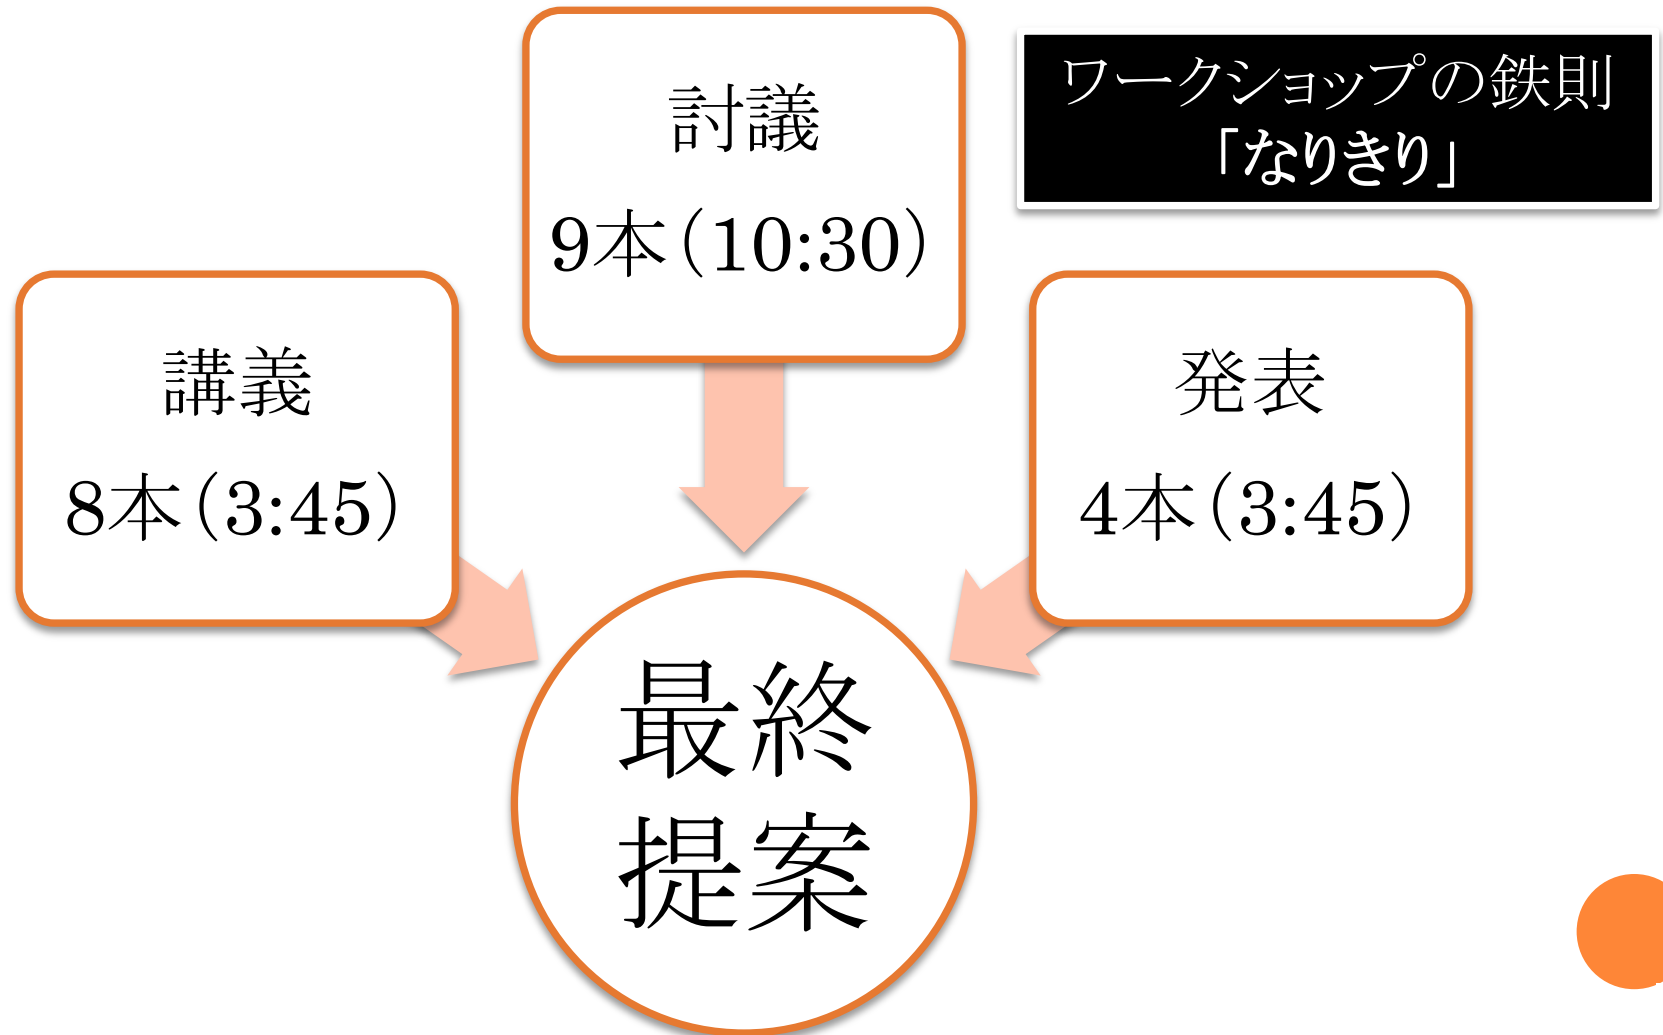 ワークショップの鉄則
「なりきり」
討議
9本(10:30)
講義
8本(3:45)
発表
4本(3:45)
最終
提案